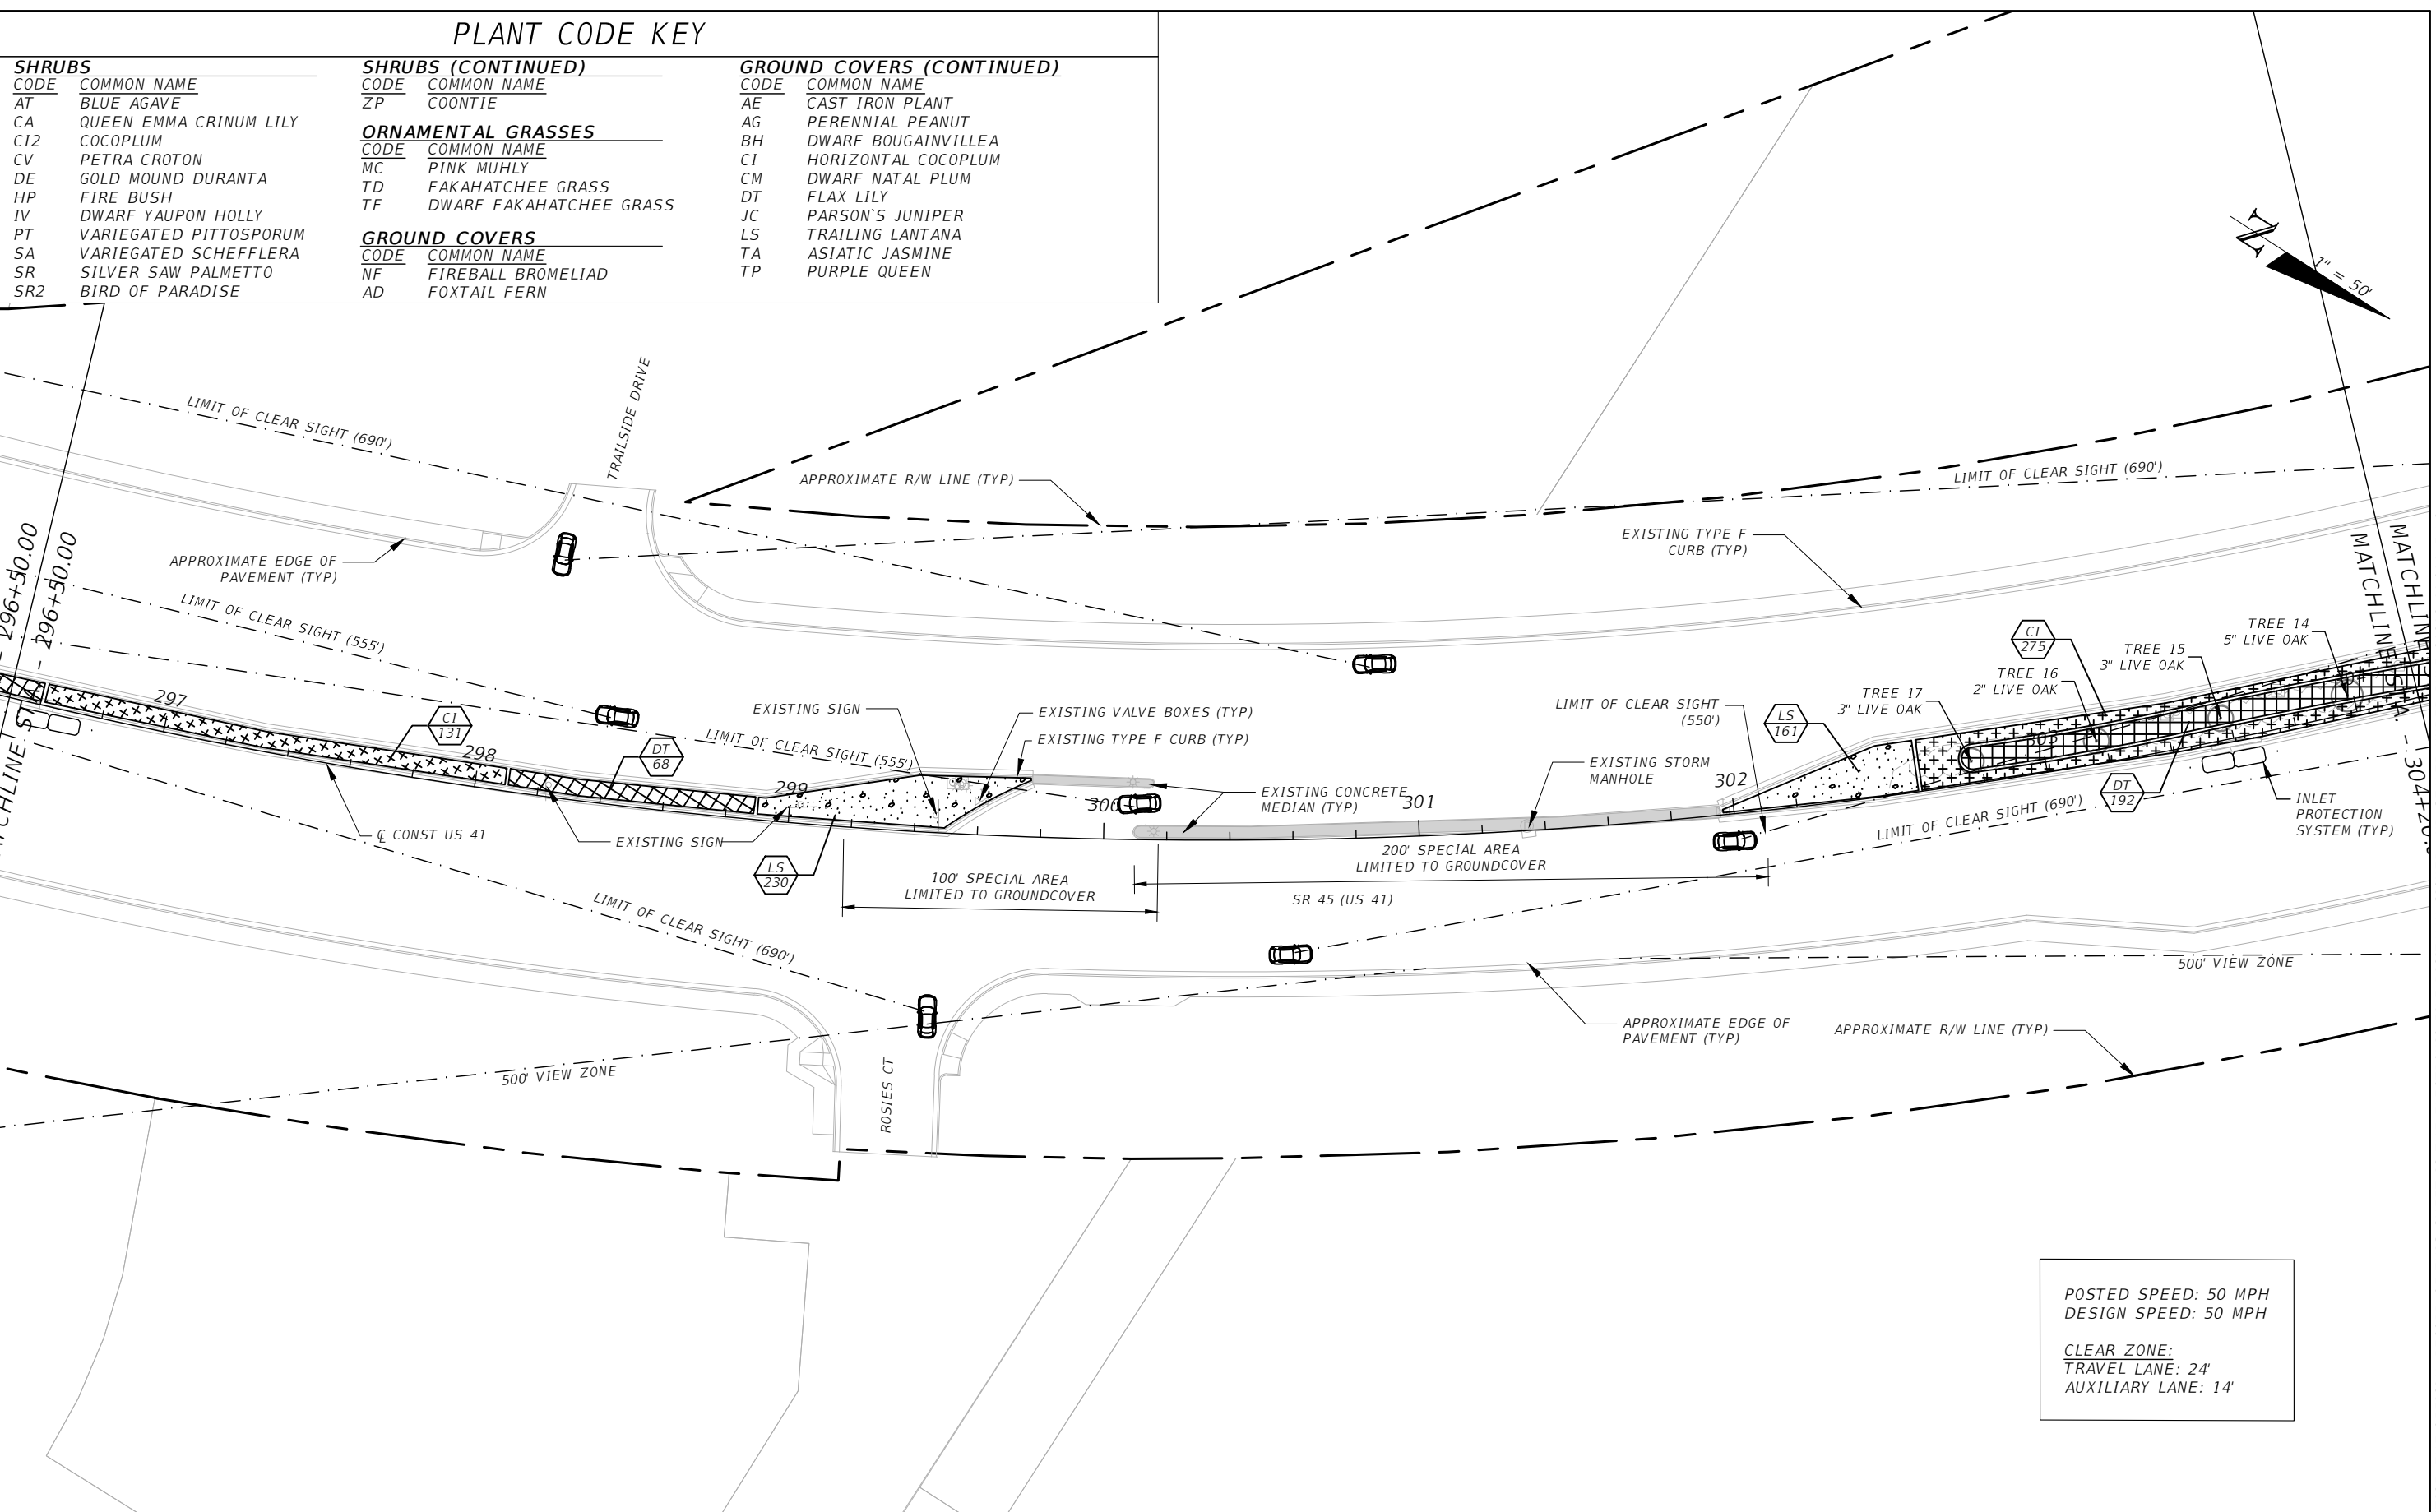 PLANT CODE KEY
SHRUBS
CODE COMMON NAME
AT BLUE AGAVE
CA QUEEN EMMA CRINUM LILY
CI2 COCOPLUM
CV PETRA CROTON
DE GOLD MOUND DURANTA
HP FIRE BUSH
IV DWARF YAUPON HOLLY
PT VARIEGATED PITTOSPORUM
SA VARIEGATED SCHEFFLERA
SR SILVER SAW PALMETTO
SR2 BIRD OF PARADISE
SHRUBS (CONTINUED)
CODE COMMON NAME
ZP COONTIE
ORNAMENTAL GRASSES
CODE COMMON NAME
MC PINK MUHLY
TD FAKAHATCHEE GRASS
TF DWARF FAKAHATCHEE GRASS
GROUND COVERS
CODE COMMON NAME
NF FIREBALL BROMELIAD
AD FOXTAIL FERN
GROUND COVERS (CONTINUED)
CODE COMMON NAME
AE CAST IRON PLANT
AG PERENNIAL PEANUT
BH DWARF BOUGAINVILLEA
CI HORIZONTAL COCOPLUM
CM DWARF NATAL PLUM
DT FLAX LILY
JC PARSON`S JUNIPER
LS TRAILING LANTANA
TA ASIATIC JASMINE
TP PURPLE QUEEN
N
1" = 50'
LIMIT OF CLEAR SIGHT (690')
TRAILSIDE DRIVE
APPROXIMATE R/W LINE (TYP)
LIMIT OF CLEAR SIGHT (690')
EXISTING TYPE F
CURB (TYP)
APPROXIMATE EDGE OF
PAVEMENT (TYP)
296+50.00
296+50.00
MATCHLINE STA -
LIMIT OF CLEAR SIGHT (555')
MATCHLINE STA. -
MATCHLINE
304+20
CI
275
TREE 14
5" LIVE OAK
TREE 15
3" LIVE OAK
TREE 16
2" LIVE OAK
TREE 17
3" LIVE OAK
297
CI
131
298
DT
68
EXISTING SIGN
EXISTING VALVE BOXES (TYP)
EXISTING TYPE F CURB (TYP)
LIMIT OF CLEAR SIGHT (555')
LIMIT OF CLEAR SIGHT
(550')
LS
161
299
300
301
302
303
EXISTING STORM
MANHOLE
EXISTING CONCRETE
MEDIAN (TYP)
DT
192
INLET
PROTECTION
SYSTEM (TYP)
℄ CONST US 41
EXISTING SIGN
LS
230
100' SPECIAL AREA
LIMITED TO GROUNDCOVER
200' SPECIAL AREA
LIMITED TO GROUNDCOVER
SR 45 (US 41)
LIMIT OF CLEAR SIGHT (690')
LIMIT OF CLEAR SIGHT (690')
500' VIEW ZONE
500' VIEW ZONE
ROSIES CT
APPROXIMATE EDGE OF
PAVEMENT (TYP)
APPROXIMATE R/W LINE (TYP)
POSTED SPEED: 50 MPH
DESIGN SPEED: 50 MPH
CLEAR ZONE:
TRAVEL LANE: 24'
AUXILIARY LANE: 14'